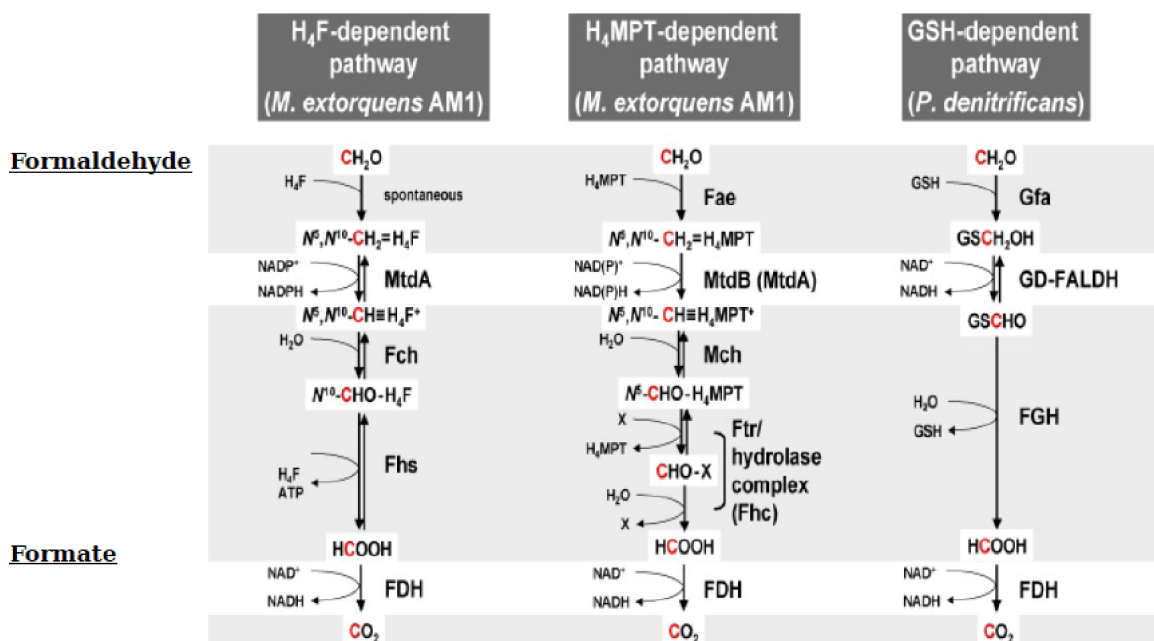 H₄F-dependent
pathway
(M. extorquens AM1)
H₄MPT-dependent
pathway
(M. extorquens AM1)
GSH-dependent
pathway
(P. denitrificans)
Formaldehyde
CH₂O
H₄F
spontaneous
N⁵,N¹⁰-CH₂=H₄F
NADP⁺
NADPH
MtdA
N⁵,N¹⁰-CH≡H₄F⁺
H₂O
Fch
N¹⁰-CHO-H₄F
Fhs
H₄F
ATP
HCOOH
NAD⁺
NADH
FDH
CO₂
CH₂O
H₄MPT
Fae
N⁵,N¹⁰-CH₂=H₄MPT
NAD(P)⁺
NAD(P)H
MtdB (MtdA)
N⁵,N¹⁰-CH≡H₄MPT⁺
H₂O
Mch
N⁵-CHO-H₄MPT
X
H₄MPT
CHO-X
H₂O
X
Ftr/
hydrolase
complex
(Fhc)
HCOOH
NAD⁺
NADH
FDH
CO₂
CH₂O
GSH
Gfa
GSCH₂OH
NAD⁺
NADH
GD-FALDH
GSCHO
H₂O
GSH
FGH
HCOOH
NAD⁺
NADH
FDH
CO₂
Formate